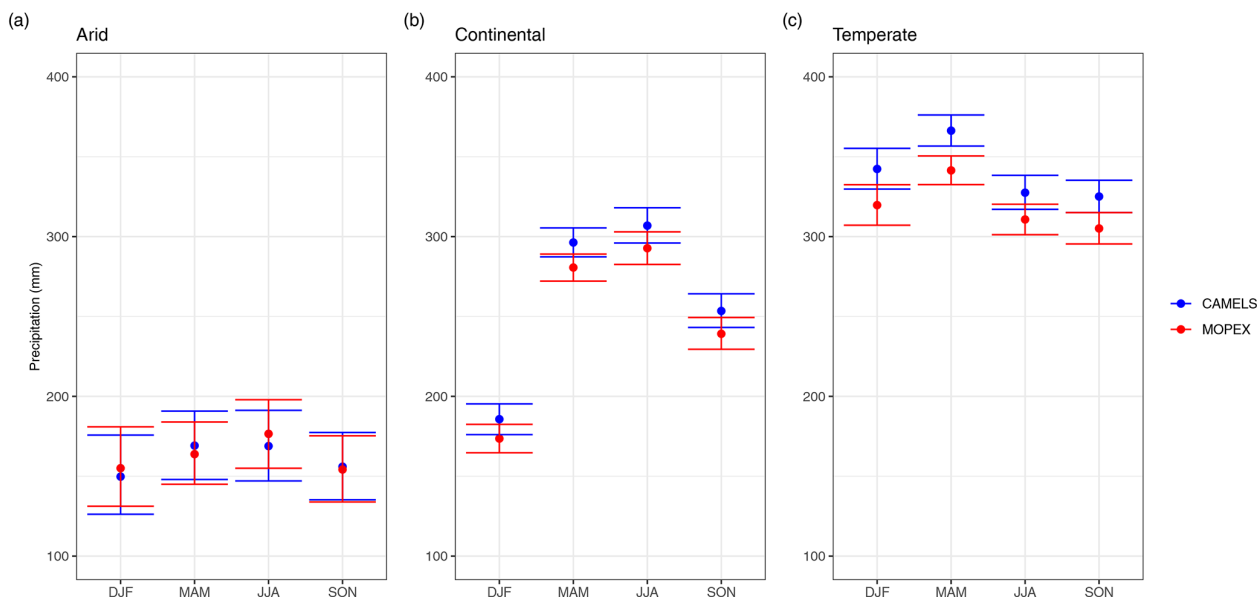 (a)
Arid
(b)
Continental
(c)
Temperate
Precipitation (mm)
400
300
200
100
DJF MAM JJA SON
400
300
200
100
DJF MAM JJA SON
400
300
200
100
DJF MAM JJA SON
CAMELS
MOPEX